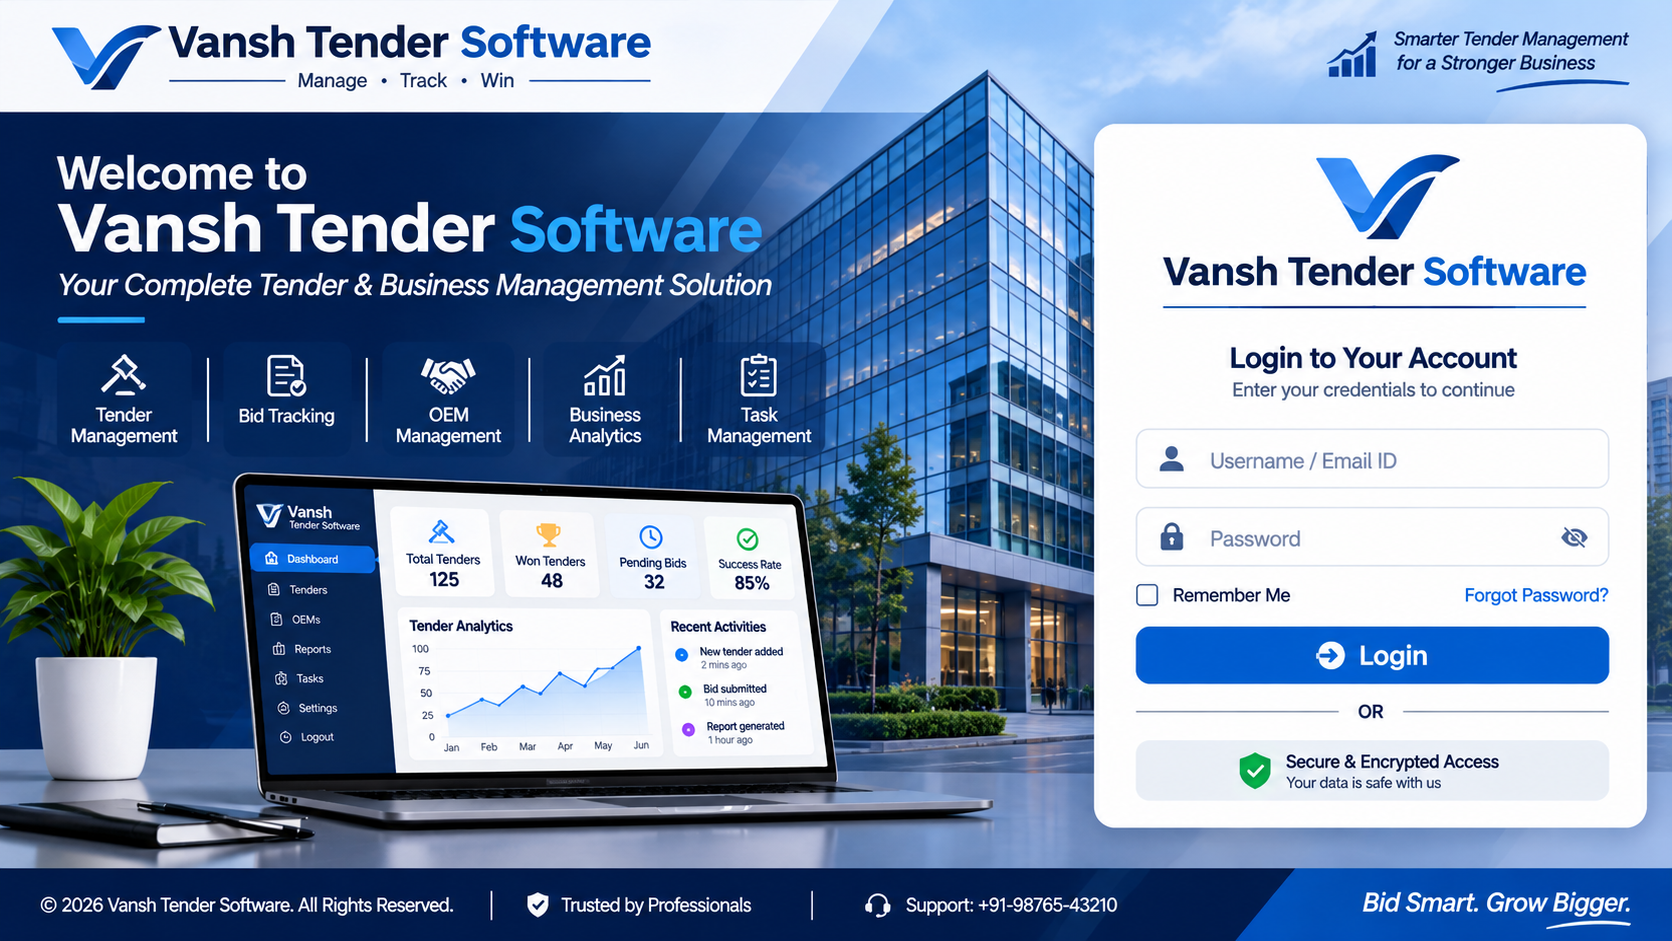 Vansh Tender Software
Manage • Track • Win
Smarter Tender Management
for a Stronger Business
Welcome to
Vansh Tender Software
Your Complete Tender & Business Management Solution
Tender
Management
Bid Tracking
OEM
Management
Business
Analytics
Task
Management
Vansh
Tender Software
Dashboard
Tenders
OEMs
Reports
Tasks
Settings
Logout
Total Tenders
125
Won Tenders
48
Pending Bids
32
Success Rate
85%
Tender Analytics
100
75
50
25
0
Jan Feb Mar Apr May Jun
Recent Activities
New tender added
2 mins ago
Bid submitted
10 mins ago
Report generated
1 hour ago
Vansh Tender Software
Login to Your Account
Enter your credentials to continue
Username / Email ID
Password
Remember Me Forgot Password?
Login
OR
Secure & Encrypted Access
Your data is safe with us
© 2026 Vansh Tender Software. All Rights Reserved.
Trusted by Professionals
Support: +91-98765-43210
Bid Smart. Grow Bigger.